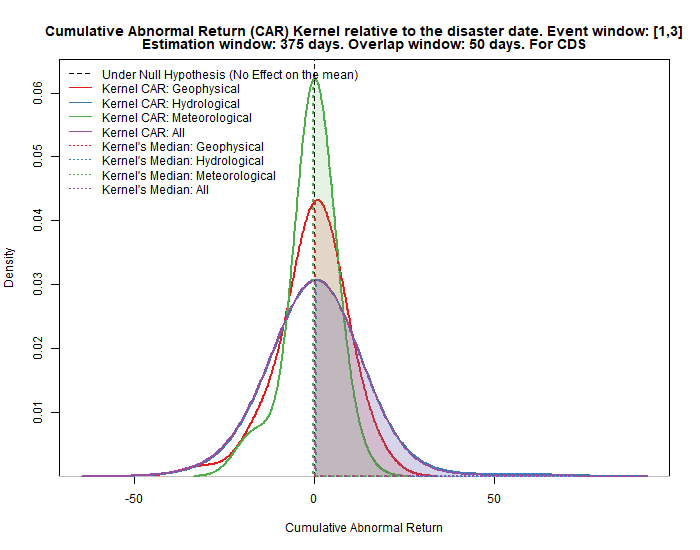 Cumulative Abnormal Return (CAR) Kernel relative to the disaster date. Event window: [1,3]
Estimation window: 375 days. Overlap window: 50 days. For CDS
Under Null Hypothesis (No Effect on the mean)
Kernel CAR: Geophysical
Kernel CAR: Hydrological
Kernel CAR: Meteorological
Kernel CAR: All
Kernel's Median: Geophysical
Kernel's Median: Hydrological
Kernel's Median: Meteorological
Kernel's Median: All
0.06
0.05
0.04
0.03
0.02
0.01
Density
-50
0
50
Cumulative Abnormal Return